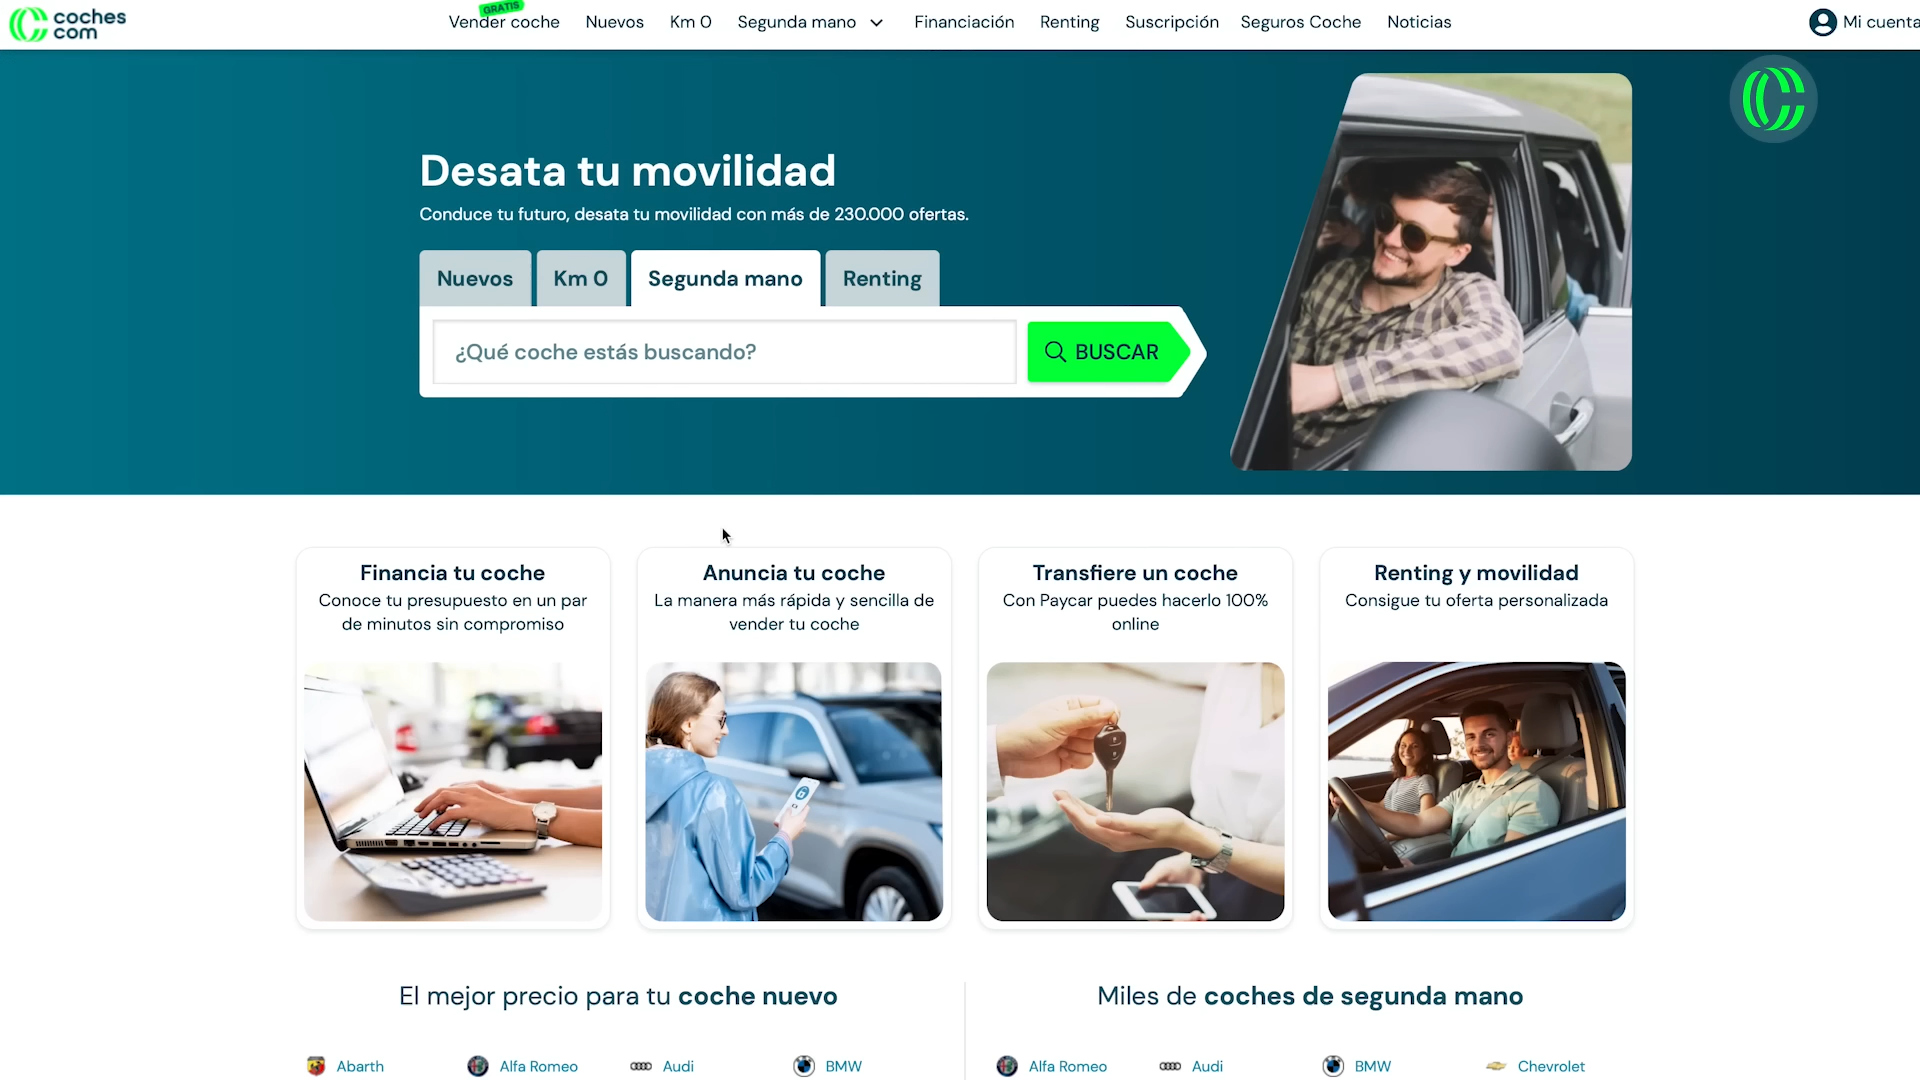 coches
com
GRATIS
Vender coche
Nuevos
Km 0
Segunda mano
Financiación
Renting
Suscripción
Seguros Coche
Noticias
Mi cuenta
Desata tu movilidad
Conduce tu futuro, desata tu movilidad con más de 230.000 ofertas.
Nuevos
Km 0
Segunda mano
Renting
¿Qué coche estás buscando?
BUSCAR
Financia tu coche
Conoce tu presupuesto en un par
de minutos sin compromiso
Anuncia tu coche
La manera más rápida y sencilla de
vender tu coche
Transfiere un coche
Con Paycar puedes hacerlo 100%
online
Renting y movilidad
Consigue tu oferta personalizada
El mejor precio para tu coche nuevo
Abarth
Alfa Romeo
Audi
BMW
Miles de coches de segunda mano
Alfa Romeo
Audi
BMW
Chevrolet